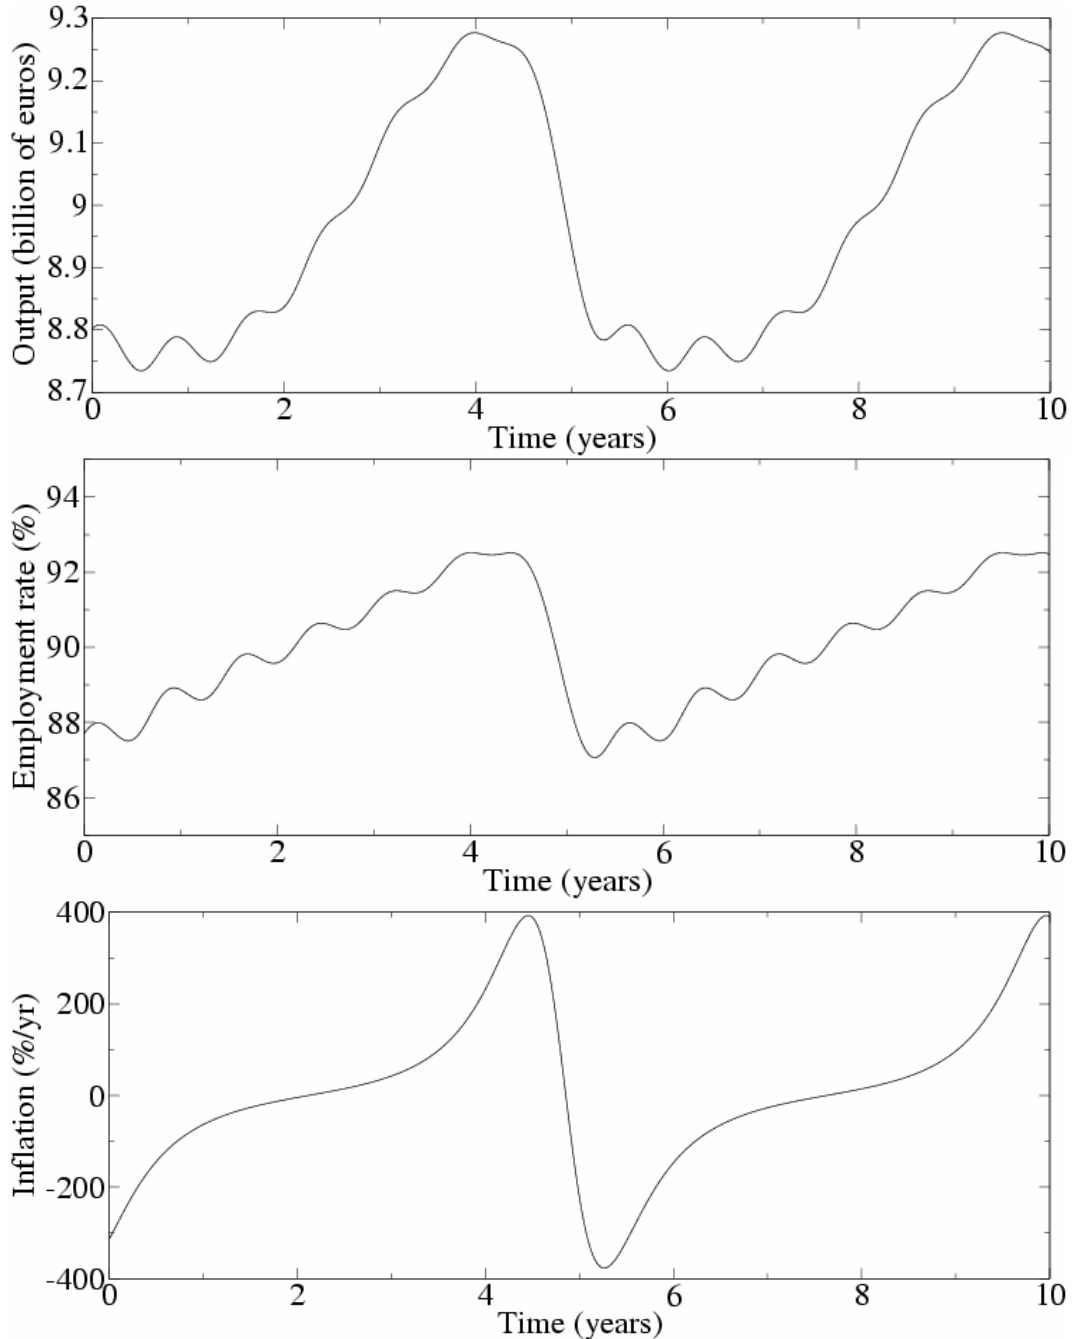 9.3
9.2
9.1
9
8.9
8.8
8.7
Output (billion of euros)
0 2 4 6 8 10
Time (years)
94
92
90
88
86
Employment rate (%)
0 2 4 6 8 10
Time (years)
400
200
0
-200
-400
Inflation (%/yr)
0 2 4 6 8 10
Time (years)